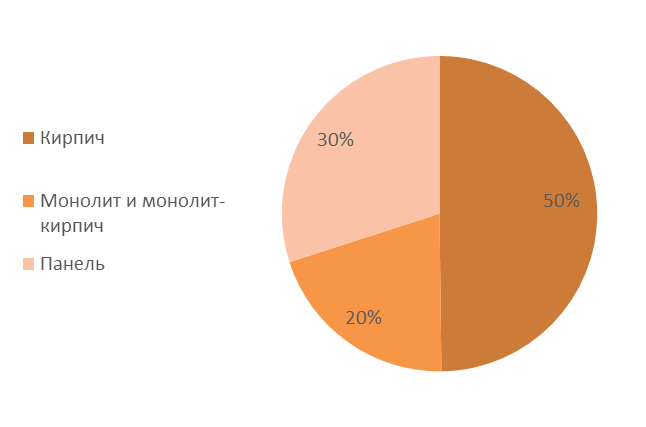 Кирпич
Монолит и монолит-
кирпич
Панель
30%
50%
20%